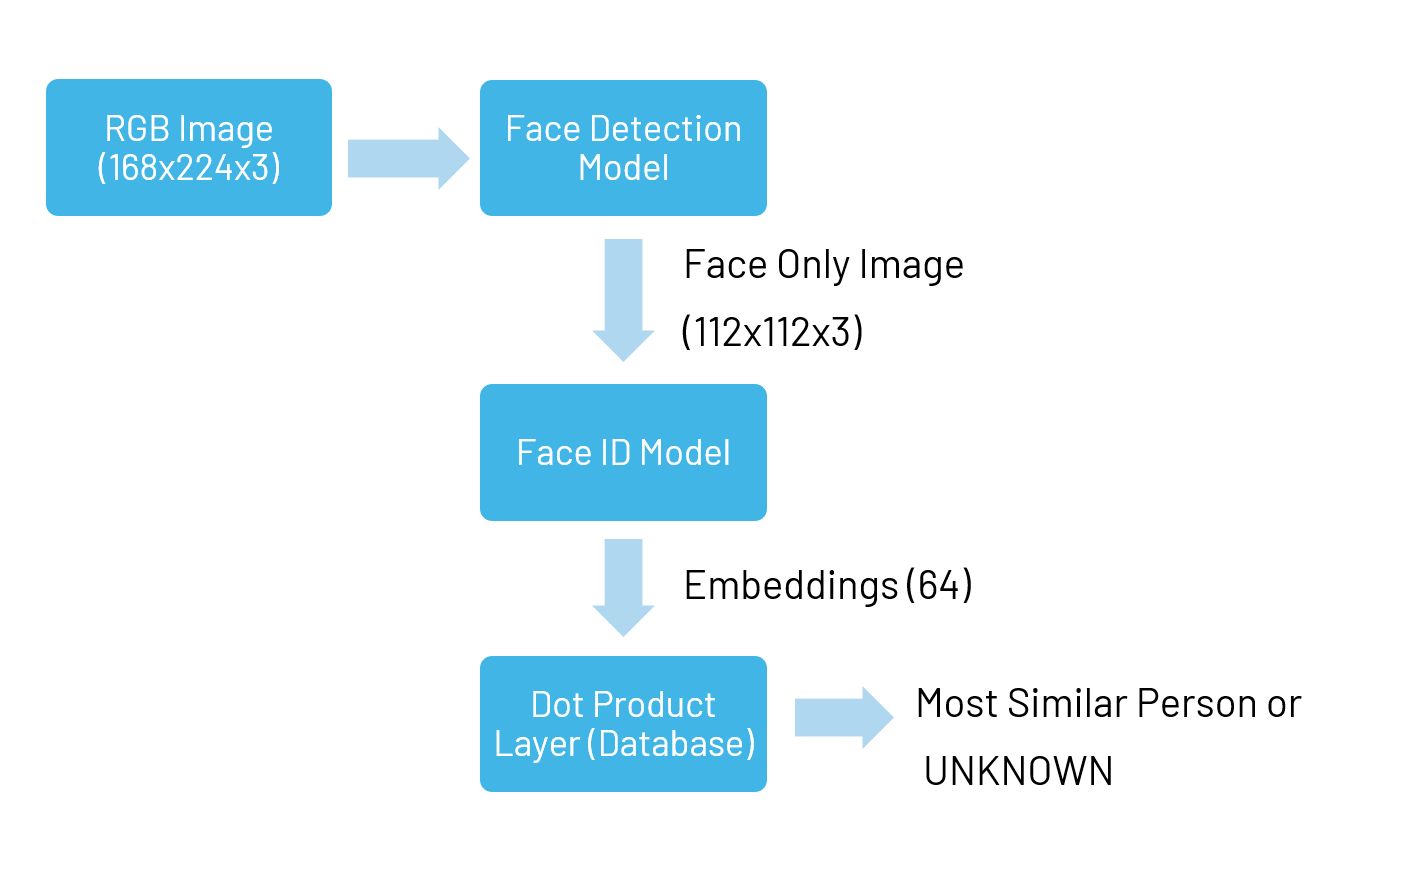 RGB Image
(168x224x3)
Face Detection
Model
Face Only Image
(112x112x3)
Face ID Model
Embeddings (64)
Dot Product
Layer (Database)
Most Similar Person or
UNKNOWN